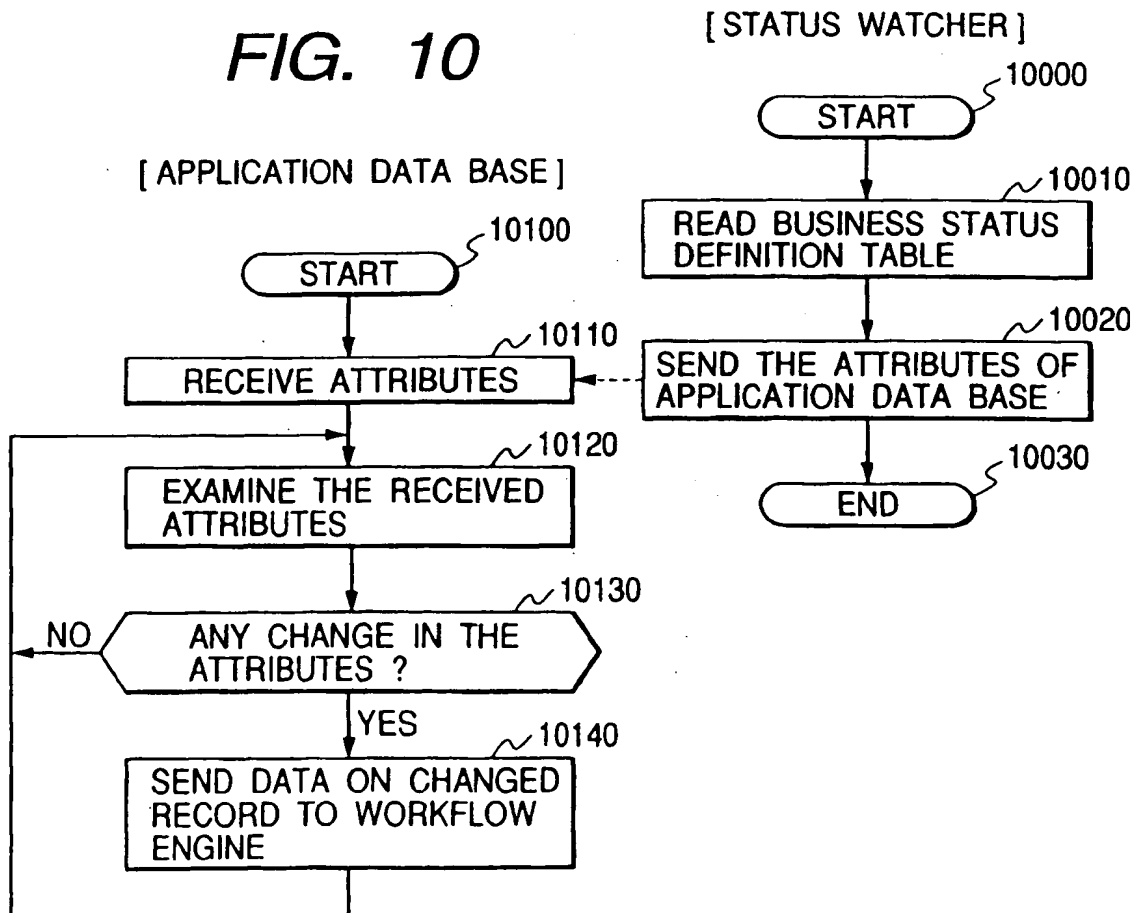 FIG. 10
[ STATUS WATCHER ]
10000
START
10010
READ BUSINESS STATUS
DEFINITION TABLE
10020
SEND THE ATTRIBUTES OF
APPLICATION DATA BASE
10030
END
[ APPLICATION DATA BASE ]
10100
START
10110
RECEIVE ATTRIBUTES
10120
EXAMINE THE RECEIVED
ATTRIBUTES
10130
ANY CHANGE IN THE
ATTRIBUTES ?
NO
YES
10140
SEND DATA ON CHANGED
RECORD TO WORKFLOW
ENGINE